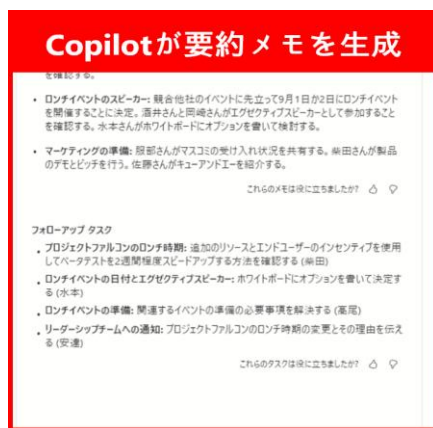 Copilotが要約メモを生成
を確認する。
• ロンチイベントのスピーカー: 競合他社のイベントに先立って9月1日か2日にロンチイベント
を開催することに決定。酒井さんと岡崎さんがエグゼクティブスピーカーとして参加すること
を確認する。水本さんがホワイトボードにオプションを書いて検討する。
• マーケティングの準備: 服部さんがマスコミの受け入れ状況を共有する。柴田さんが製品
のデモとピッチを行う。佐藤さんがキューアンドエーを紹介する。
これらのメモは役に立ちましたか?
フォローアップ タスク
• プロジェクトファルコンのロンチ時期: 追加のリソースとエンドユーザーのインセンティブを使用
してベータテストを2週間程度スピードアップする方法を確認する (柴田)
• ロンチイベントの日付とエグゼクティブスピーカー: ホワイトボードにオプションを書いて決定す
る (水本)
• ロンチイベントの準備: 関連するイベントの準備の必要事項を解決する (高尾)
• リーダーシップチームへの通知: プロジェクトファルコンのロンチ時期の変更とその理由を伝え
る (安達)
これらのタスクは役に立ちましたか?